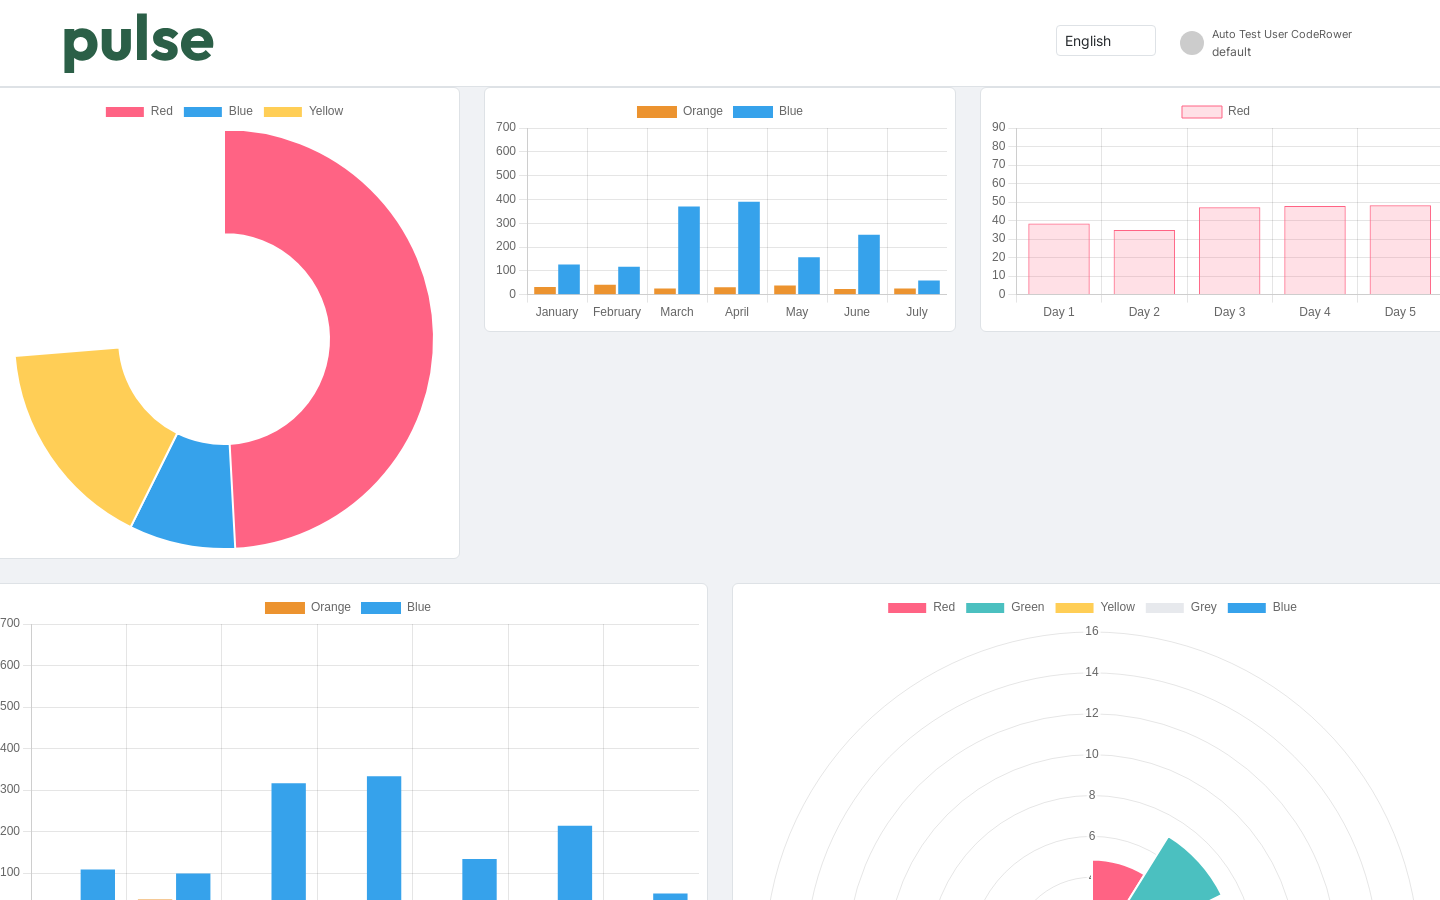 pulse
English
Auto Test User CodeRower
default
Red Blue Yellow
Orange Blue
700
600
500
400
300
200
100
0
January February March April May June July
Red
90
80
70
60
50
40
30
20
10
0
Day 1 Day 2 Day 3 Day 4 Day 5
Orange Blue
700
600
500
400
300
200
100
Red Green Yellow Grey Blue
16
14
12
10
8
6